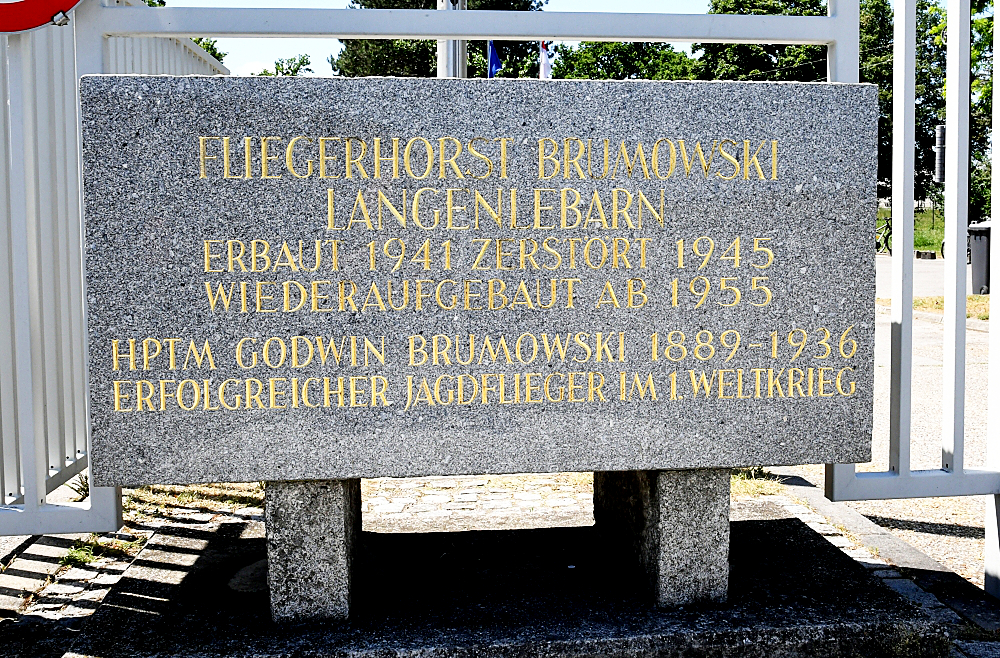 FLIEGERHORST BRUMOWSKI
LANGENLEBARN
ERBAUT 1941 ZERSTÖRT 1945
WIEDERAUFGEBAUT AB 1955
HPTM GODWIN BRUMOWSKI 1889-1936
ERFOLGREICHER JAGDFLIEGER IM 1. WELTKRIEG